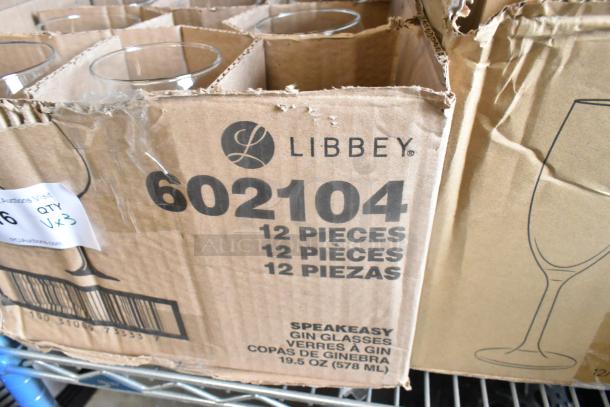 LIBBEY®
602104
12 PIECES
12 PIÈCES
12 PIEZAS
SPEAKEASY
GIN GLASSES
VERRES À GIN
COPAS DE GINEBRA
19.5 OZ (578 ML)
QTY
Vx3